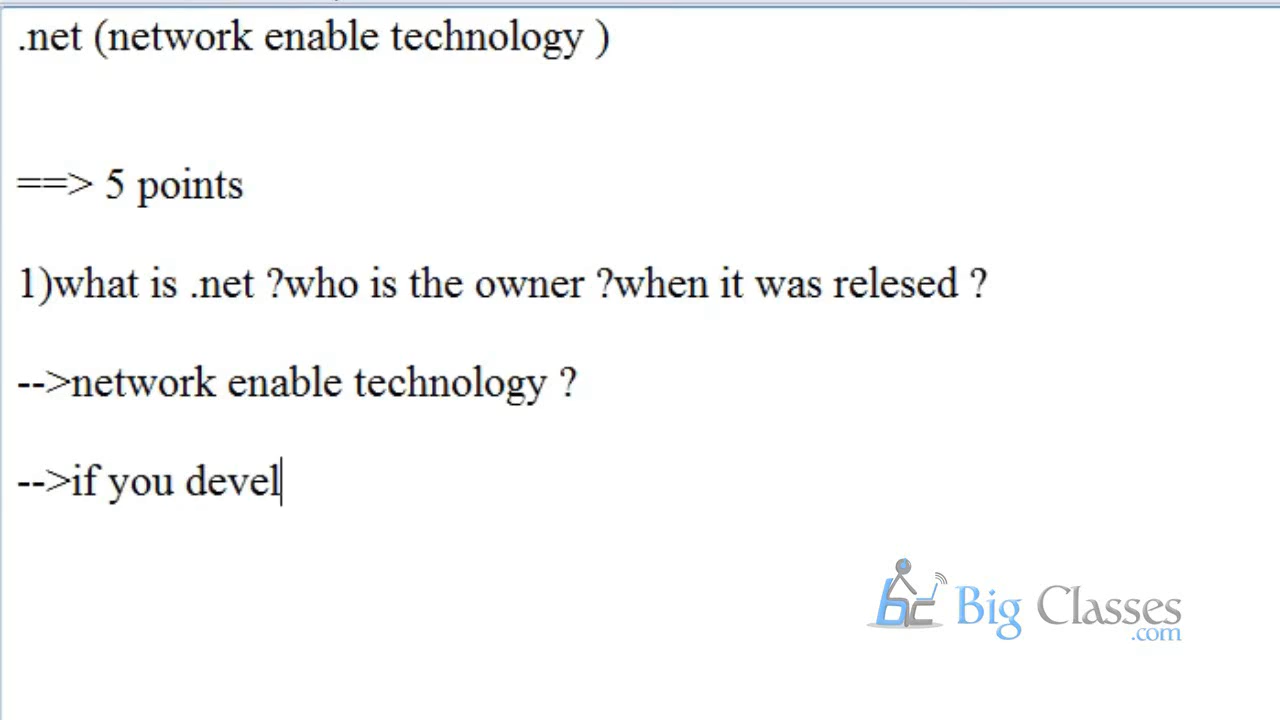 .net (network enable technology )
==> 5 points
1)what is .net ?who is the owner ?when it was relesed ?
-->network enable technology ?
-->if you devel
bc Big Classes
.com